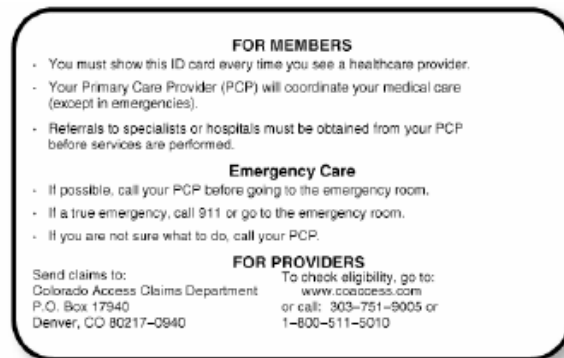 FOR MEMBERS
- You must show this ID card every time you see a healthcare provider.
- Your Primary Care Provider (PCP) will coordinate your medical care
(except in emergencies).
- Referrals to specialists or hospitals must be obtained from your PCP
before services are performed.
Emergency Care
- If possible, call your PCP before going to the emergency room.
- If a true emergency, call 911 or go to the emergency room.
- If you are not sure what to do, call your PCP.
FOR PROVIDERS
Send claims to:
Colorado Access Claims Department
P.O. Box 17940
Denver, CO 80217-0940
To check eligibility, go to:
www.coaccess.com
or call: 303-751-9005 or
1-800-511-5010